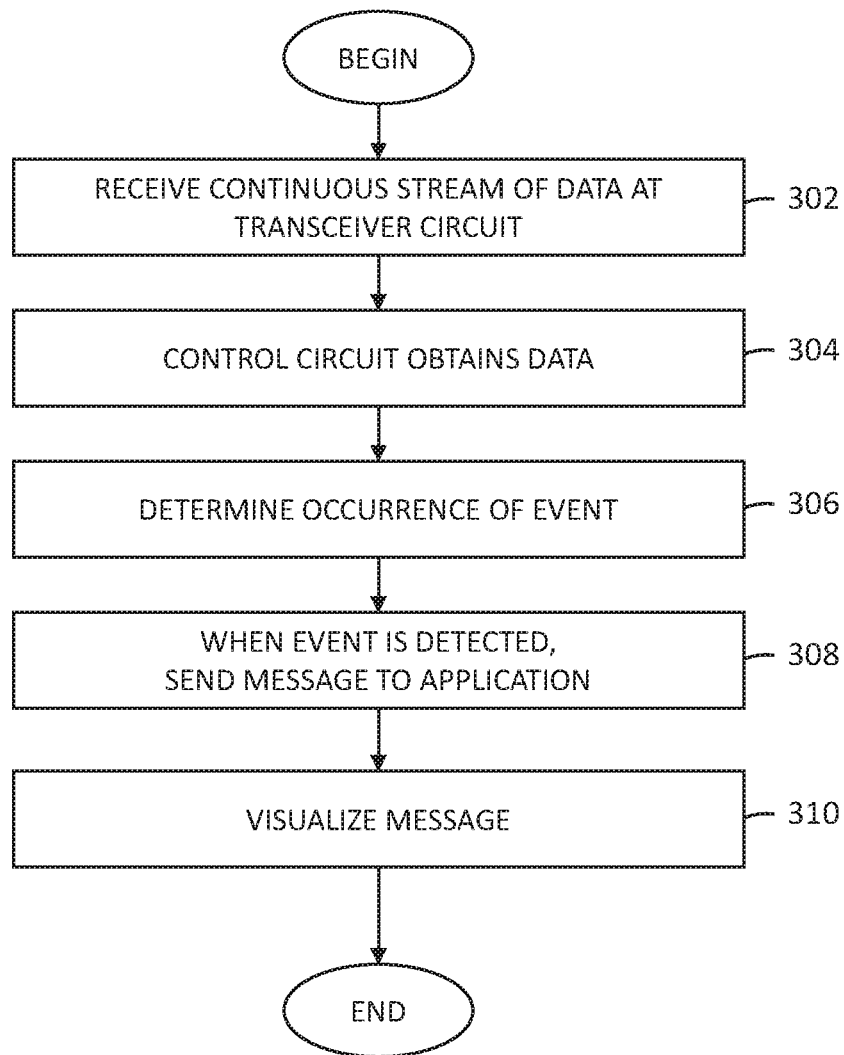 BEGIN
RECEIVE CONTINUOUS STREAM OF DATA AT
TRANSCEIVER CIRCUIT
302
CONTROL CIRCUIT OBTAINS DATA
304
DETERMINE OCCURRENCE OF EVENT
306
WHEN EVENT IS DETECTED,
SEND MESSAGE TO APPLICATION
308
VISUALIZE MESSAGE
310
END